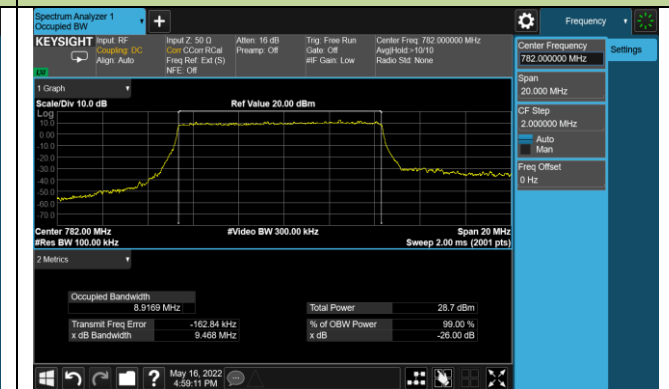 Spectrum Analyzer 1
Occupied BW
Frequency
KEYSIGHT
Input: RF
Coupling: DC
Align: Auto
Input Z: 50 Ω
Corr CCorr RCal
Freq Ref: Ext (S)
NFE: Off
Atten: 16 dB
Preamp: Off
Trig: Free Run
Gate: Off
#IF Gain: Low
Center Freq: 782.000000 MHz
Avg|Hold:>10/10
Radio Std: None
LXI
Center Frequency
782.000000 MHz
Settings
Span
20.000 MHz
CF Step
2.000000 MHz
Auto
Man
Freq Offset
0 Hz
1 Graph
Scale/Div 10.0 dB
Ref Value 20.00 dBm
Log
10.0
0.00
-10.0
-20.0
-30.0
-40.0
-50.0
-60.0
-70.0
Center 782.00 MHz
#Video BW 300.00 kHz
Span 20 MHz
#Res BW 100.00 kHz
Sweep 2.00 ms (2001 pts)
2 Metrics
Occupied Bandwidth
8.9169 MHz
Total Power
28.7 dBm
Transmit Freq Error
-162.84 kHz
% of OBW Power
99.00 %
x dB Bandwidth
9.468 MHz
x dB
-26.00 dB
May 16, 2022
4:59:11 PM